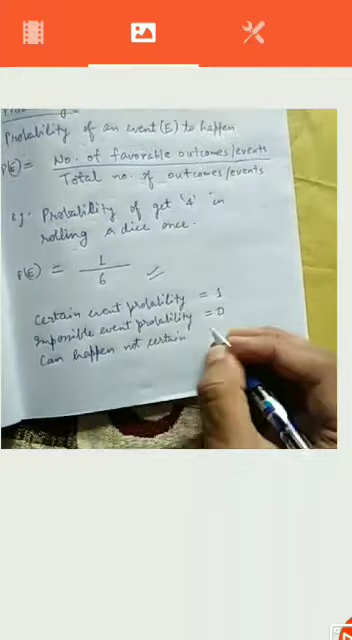 Probability of an event (E) to happen
P(E) = No. of favorable outcomes/events
Total no. of outcomes/events
eg: Probability of get '4' in
rolling a dice once.
P(E) = 1
6
Certain event probability = 1
Impossible event probability = 0
Can happen not certain